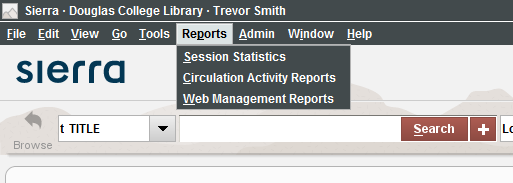 Sierra · Douglas College Library · Trevor Smith
File Edit View Go Tools Reports Admin Window Help
Session Statistics
Circulation Activity Reports
Web Management Reports
sierra
Browse
t TITLE
Search
+